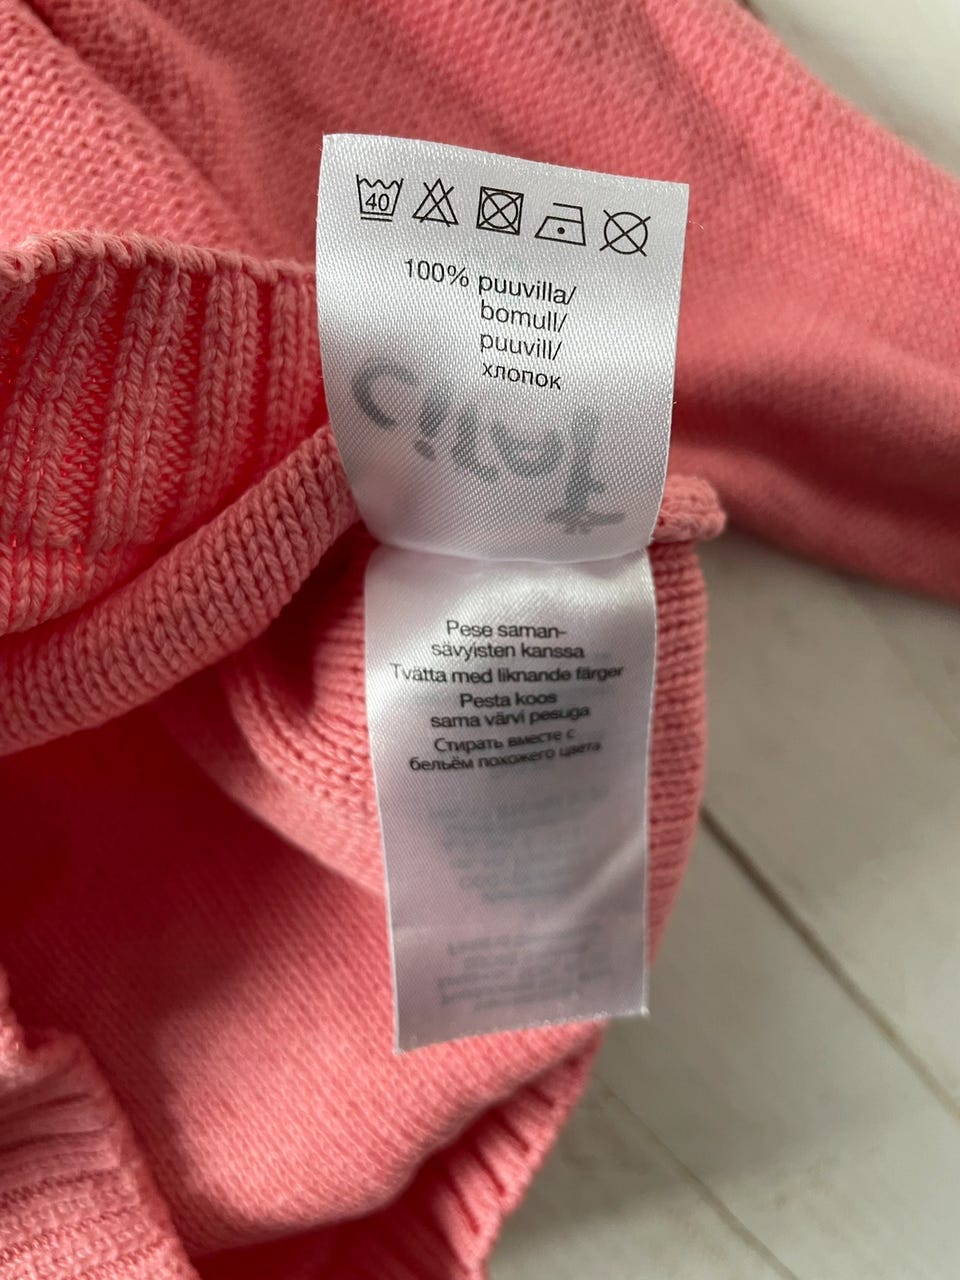 40
100% puuvilla/
bomull/
puuvill/
хлопок
Pese saman-
sävyisten kanssa
Tvätta med liknande färger
Pesta koos
sama värvi pesuga
Стирать вместе с
бельём похожего цвета